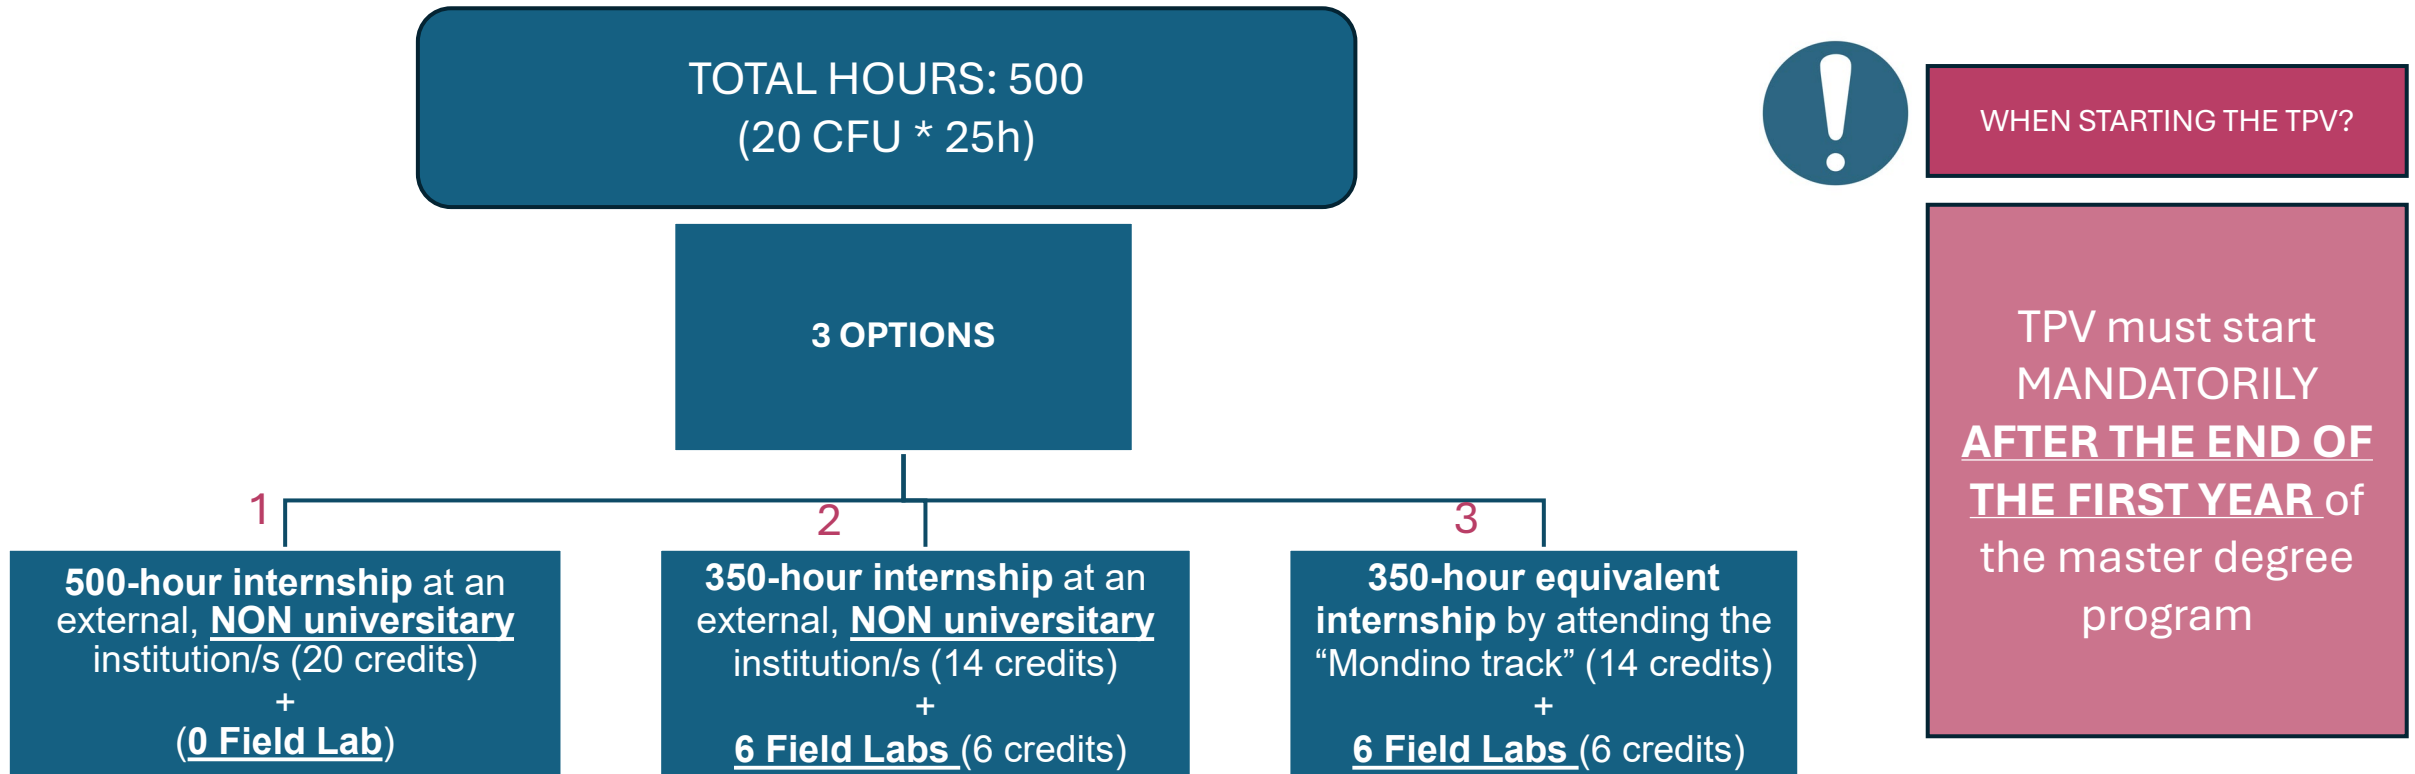 TOTAL HOURS: 500
(20 CFU * 25h)
WHEN STARTING THE TPV?
3 OPTIONS
TPV must start
MANDATORILY
AFTER THE END OF
THE FIRST YEAR of
the master degree
program
1
500-hour internship at an
external, NON universitary
institution/s (20 credits)
+
(0 Field Lab)
2
350-hour internship at an
external, NON universitary
institution/s (14 credits)
+
6 Field Labs (6 credits)
3
350-hour equivalent
internship by attending the
“Mondino track” (14 credits)
+
6 Field Labs (6 credits)